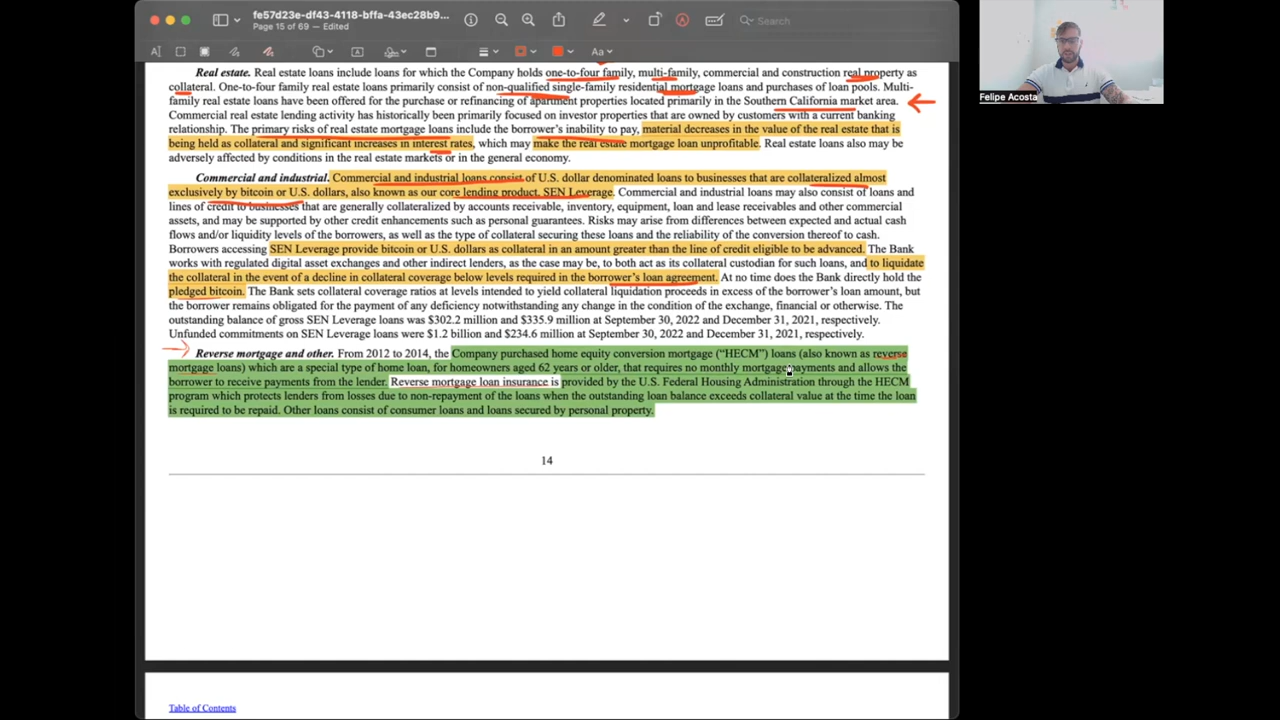 fe57d23e-df43-4118-bffa-43ec28b9...
Page 15 of 69 — Edited
Search
Real estate. Real estate loans include loans for which the Company holds one-to-four family, multi-family, commercial and construction real property as
collateral. One-to-four family real estate loans primarily consist of non-qualified single-family residential mortgage loans and purchases of loan pools. Multi-
family real estate loans have been offered for the purchase or refinancing of apartment properties located primarily in the Southern California market area.
Commercial real estate lending activity has historically been primarily focused on investor properties that are owned by customers with a current banking
relationship. The primary risks of real estate mortgage loans include the borrower's inability to pay, material decreases in the value of the real estate that is
being held as collateral and significant increases in interest rates, which may make the real estate mortgage loan unprofitable. Real estate loans also may be
adversely affected by conditions in the real estate markets or in the general economy.
Commercial and industrial. Commercial and industrial loans consist of U.S. dollar denominated loans to businesses that are collateralized almost
exclusively by bitcoin or U.S. dollars, also known as our core lending product, SEN Leverage. Commercial and industrial loans may also consist of loans and
lines of credit to businesses that are generally collateralized by accounts receivable, inventory, equipment, loan and lease receivables and other commercial
assets, and may be supported by other credit enhancements such as personal guarantees. Risks may arise from differences between expected and actual cash
flows and/or liquidity levels of the borrowers, as well as the type of collateral securing these loans and the reliability of the conversion thereof to cash.
Borrowers accessing SEN Leverage provide bitcoin or U.S. dollars as collateral in an amount greater than the line of credit eligible to be advanced. The Bank
works with regulated digital asset exchanges and other indirect lenders, as the case may be, to both act as its collateral custodian for such loans, and to liquidate
the collateral in the event of a decline in collateral coverage below levels required in the borrower's loan agreement. At no time does the Bank directly hold the
pledged bitcoin. The Bank sets collateral coverage ratios at levels intended to yield collateral liquidation proceeds in excess of the borrower's loan amount, but
the borrower remains obligated for the payment of any deficiency notwithstanding any change in the condition of the exchange, financial or otherwise. The
outstanding balance of gross SEN Leverage loans was $302.2 million and $335.9 million at September 30, 2022 and December 31, 2021, respectively.
Unfunded commitments on SEN Leverage loans were $1.2 billion and $234.6 million at September 30, 2022 and December 31, 2021, respectively.
Reverse mortgage and other. From 2012 to 2014, the Company purchased home equity conversion mortgage ("HECM") loans (also known as reverse
mortgage loans) which are a special type of home loan, for homeowners aged 62 years or older, that requires no monthly mortgage payments and allows the
borrower to receive payments from the lender. Reverse mortgage loan insurance is provided by the U.S. Federal Housing Administration through the HECM
program which protects lenders from losses due to non-repayment of the loans when the outstanding loan balance exceeds collateral value at the time the loan
is required to be repaid. Other loans consist of consumer loans and loans secured by personal property.
14
Table of Contents
Felipe Acosta